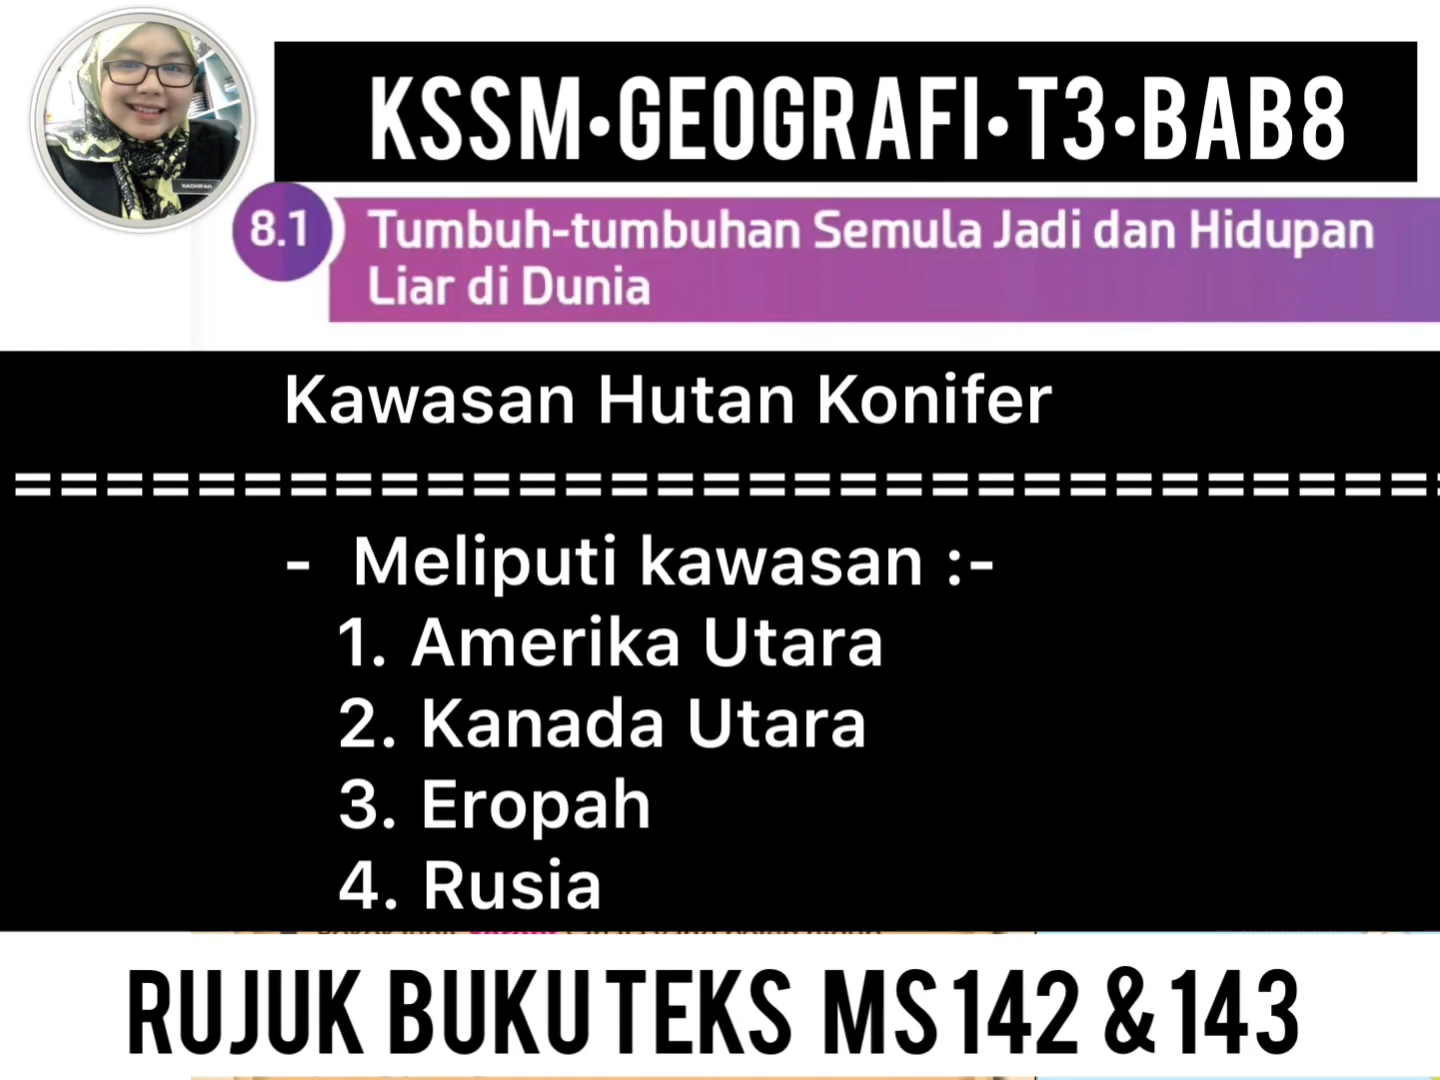 NADHIFAH
KSSM•GEOGRAFI•T3•BAB8
8.1 Tumbuh-tumbuhan Semula Jadi dan Hidupan
Liar di Dunia
Kawasan Hutan Konifer
================================
- Meliputi kawasan :-
1. Amerika Utara
2. Kanada Utara
3. Eropah
4. Rusia
RUJUK BUKU TEKS MS 142 & 143